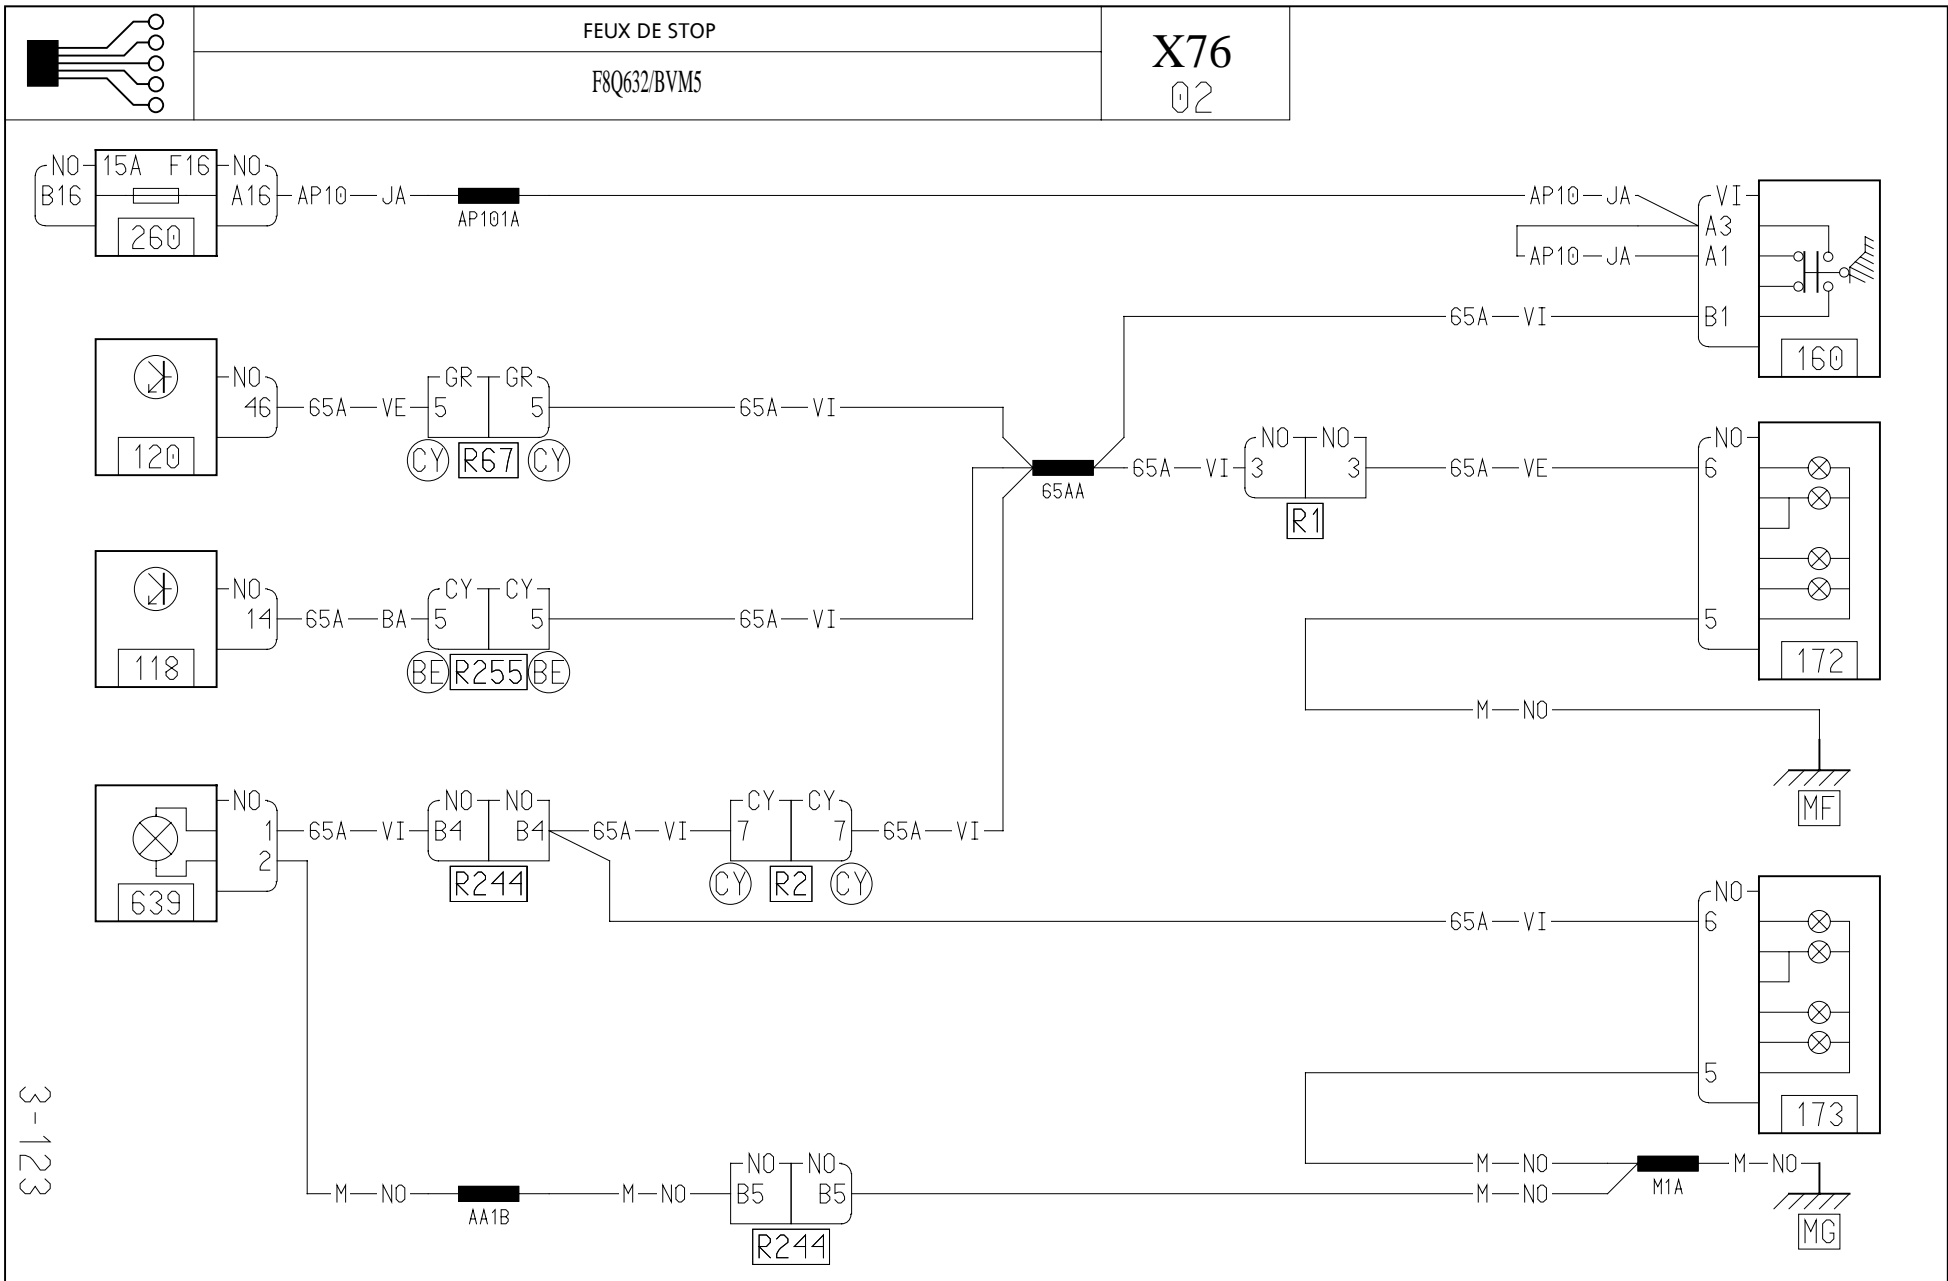 FEUX DE STOP
F8Q632/BVM5
X76
02
NO 15A F16 NO
B16 A16 AP10 JA AP101A AP10 JA
260
VI
A3
AP10 JA A1
65A VI B1
160
NO GR GR
46 65A VE 5 5 65A VI
120 CY R67 CY
65AA 65A VI 3 3 65A VE 6
NO NO NO
R1
NO CY CY
14 65A BA 5 5 65A VI
118 BE R255 BE
5
172
M NO
MF
NO NO NO CY CY
1 65A VI B4 B4 65A VI 7 7 65A VI
2
639 R244 CY R2 CY
NO
65A VI 6
5
173
M NO M1A M NO
NO NO
M NO AA1B M NO B5 B5 M NO
R244
MG
3-123